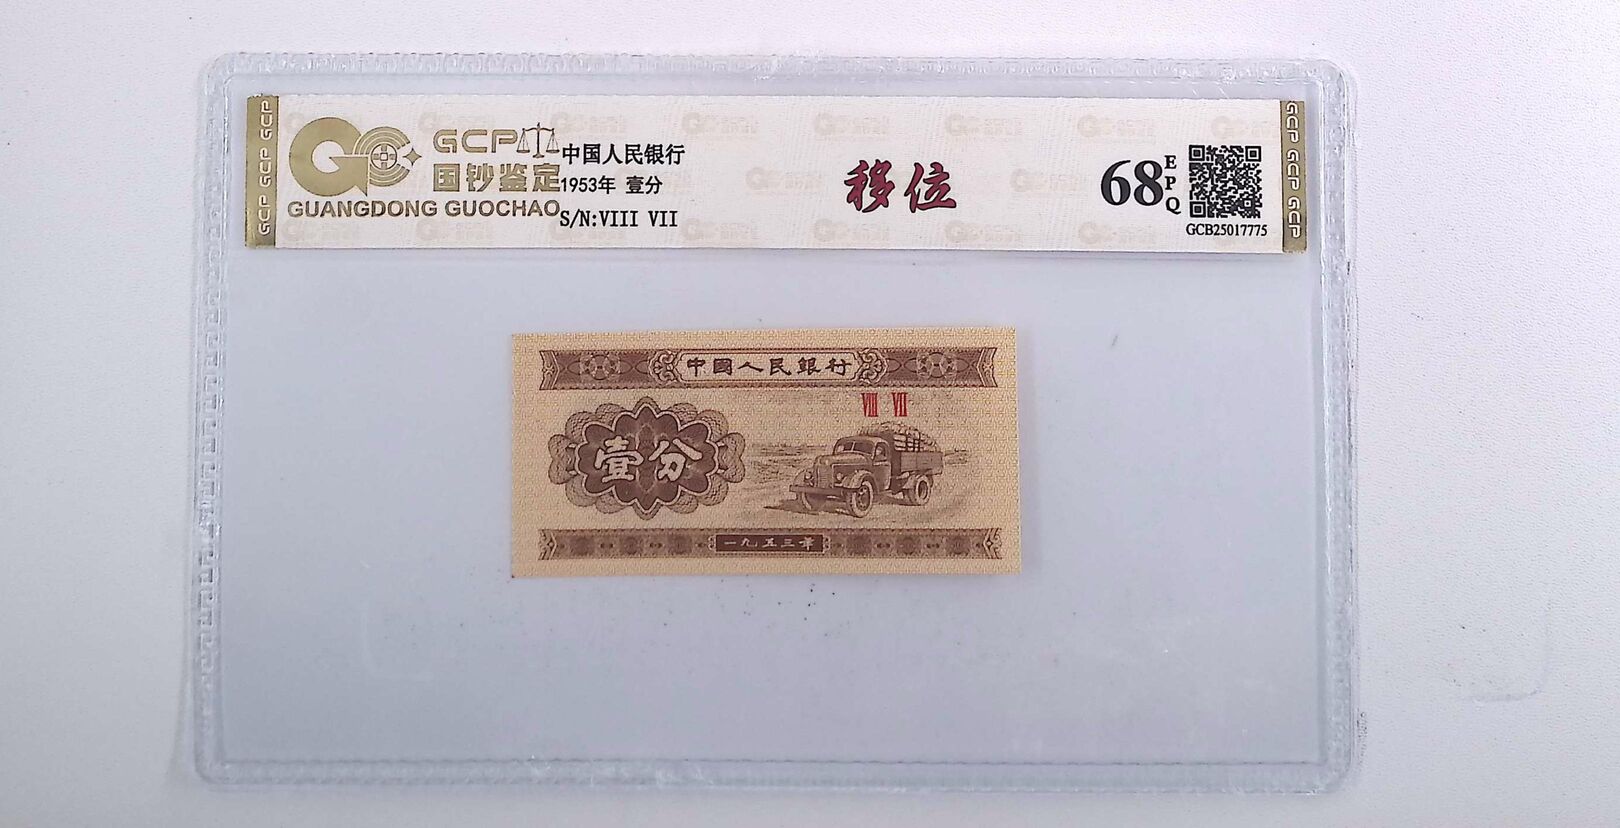 GCP
国钞鉴定
GUANGDONG GUOCHAO
中国人民银行
1953年 壹分
S/N:VIII VII
移位
68
EPQ
GCB25017775
GCP GCP GCP
GCP GCP GCP
中國人民銀行
VIII VII
壹分
一九五三年